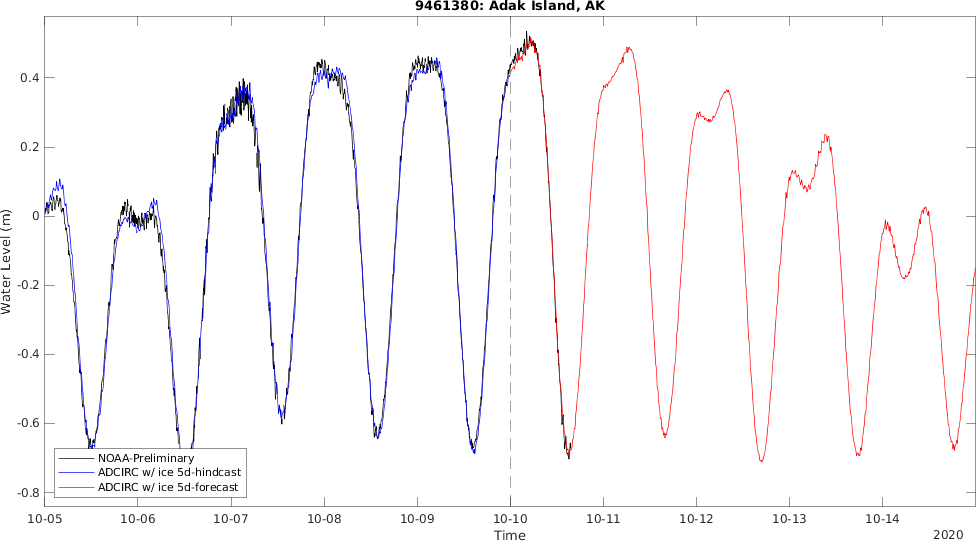 9461380: Adak Island, AK
Water Level (m)
0.4
0.2
0
-0.2
-0.4
-0.6
-0.8
NOAA-Preliminary
ADCIRC w/ ice 5d-hindcast
ADCIRC w/ ice 5d-forecast
10-05 10-06 10-07 10-08 10-09 10-10 10-11 10-12 10-13 10-14
Time
2020